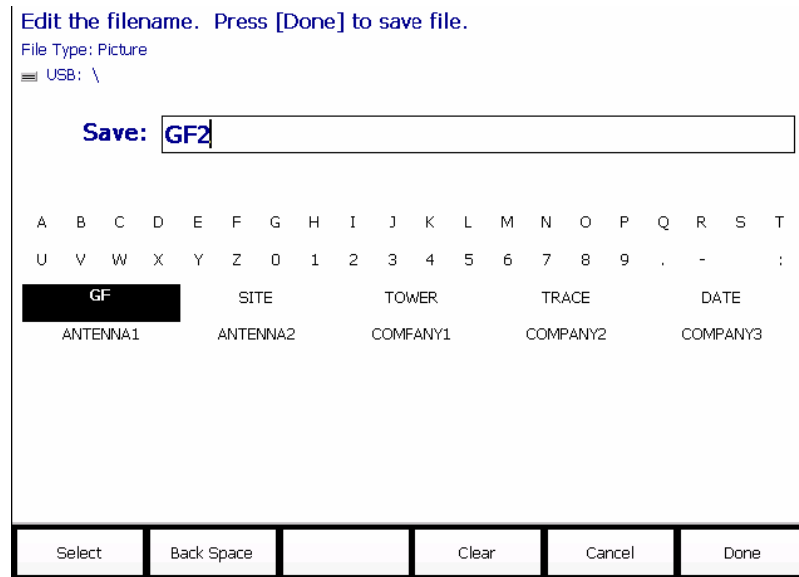 Edit the filename. Press [Done] to save file.
File Type: Picture
USB: \
Save: GF2
A B C D E F G H I J K L M N O P Q R S T
U V W X Y Z 0 1 2 3 4 5 6 7 8 9 . - :
GF SITE TOWER TRACE DATE
ANTENNA1 ANTENNA2 COMFANY1 COMPANY2 COMPANY3
Select Back Space Clear Cancel Done